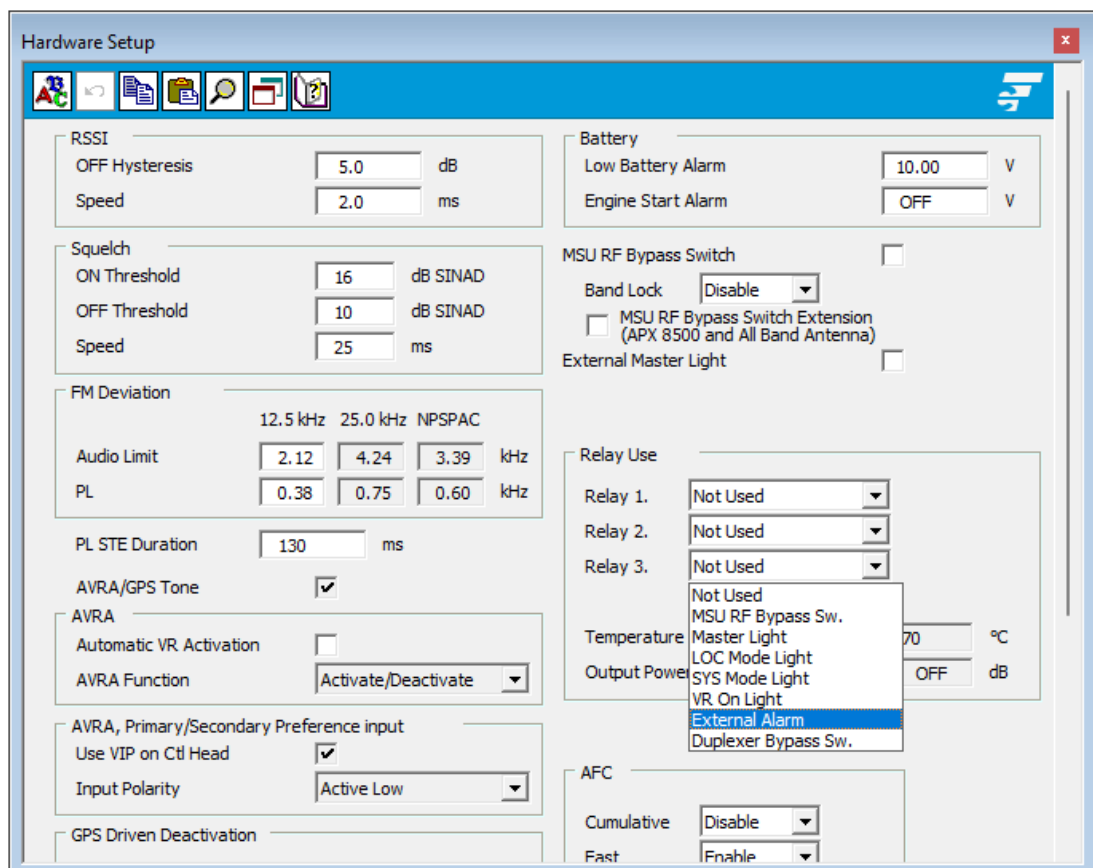 Hardware Setup
x
ABC
RSSI
OFF Hysteresis 5.0 dB
Speed 2.0 ms
Squelch
ON Threshold 16 dB SINAD
OFF Threshold 10 dB SINAD
Speed 25 ms
FM Deviation
12.5 kHz 25.0 kHz NPSPAC
Audio Limit 2.12 4.24 3.39 kHz
PL 0.38 0.75 0.60 kHz
PL STE Duration 130 ms
AVRA/GPS Tone
AVRA
Automatic VR Activation
AVRA Function Activate/Deactivate
AVRA, Primary/Secondary Preference input
Use VIP on Ctl Head
Input Polarity Active Low
GPS Driven Deactivation
Battery
Low Battery Alarm 10.00 V
Engine Start Alarm OFF V
MSU RF Bypass Switch
Band Lock Disable
MSU RF Bypass Switch Extension
(APX 8500 and All Band Antenna)
External Master Light
Relay Use
Relay 1. Not Used
Relay 2. Not Used
Relay 3. Not Used
Not Used
MSU RF Bypass Sw.
Master Light
LOC Mode Light
SYS Mode Light
VR On Light
External Alarm
Duplexer Bypass Sw.
Temperature 70 ºC
Output Power OFF dB
AFC
Cumulative Disable
Fast Enable